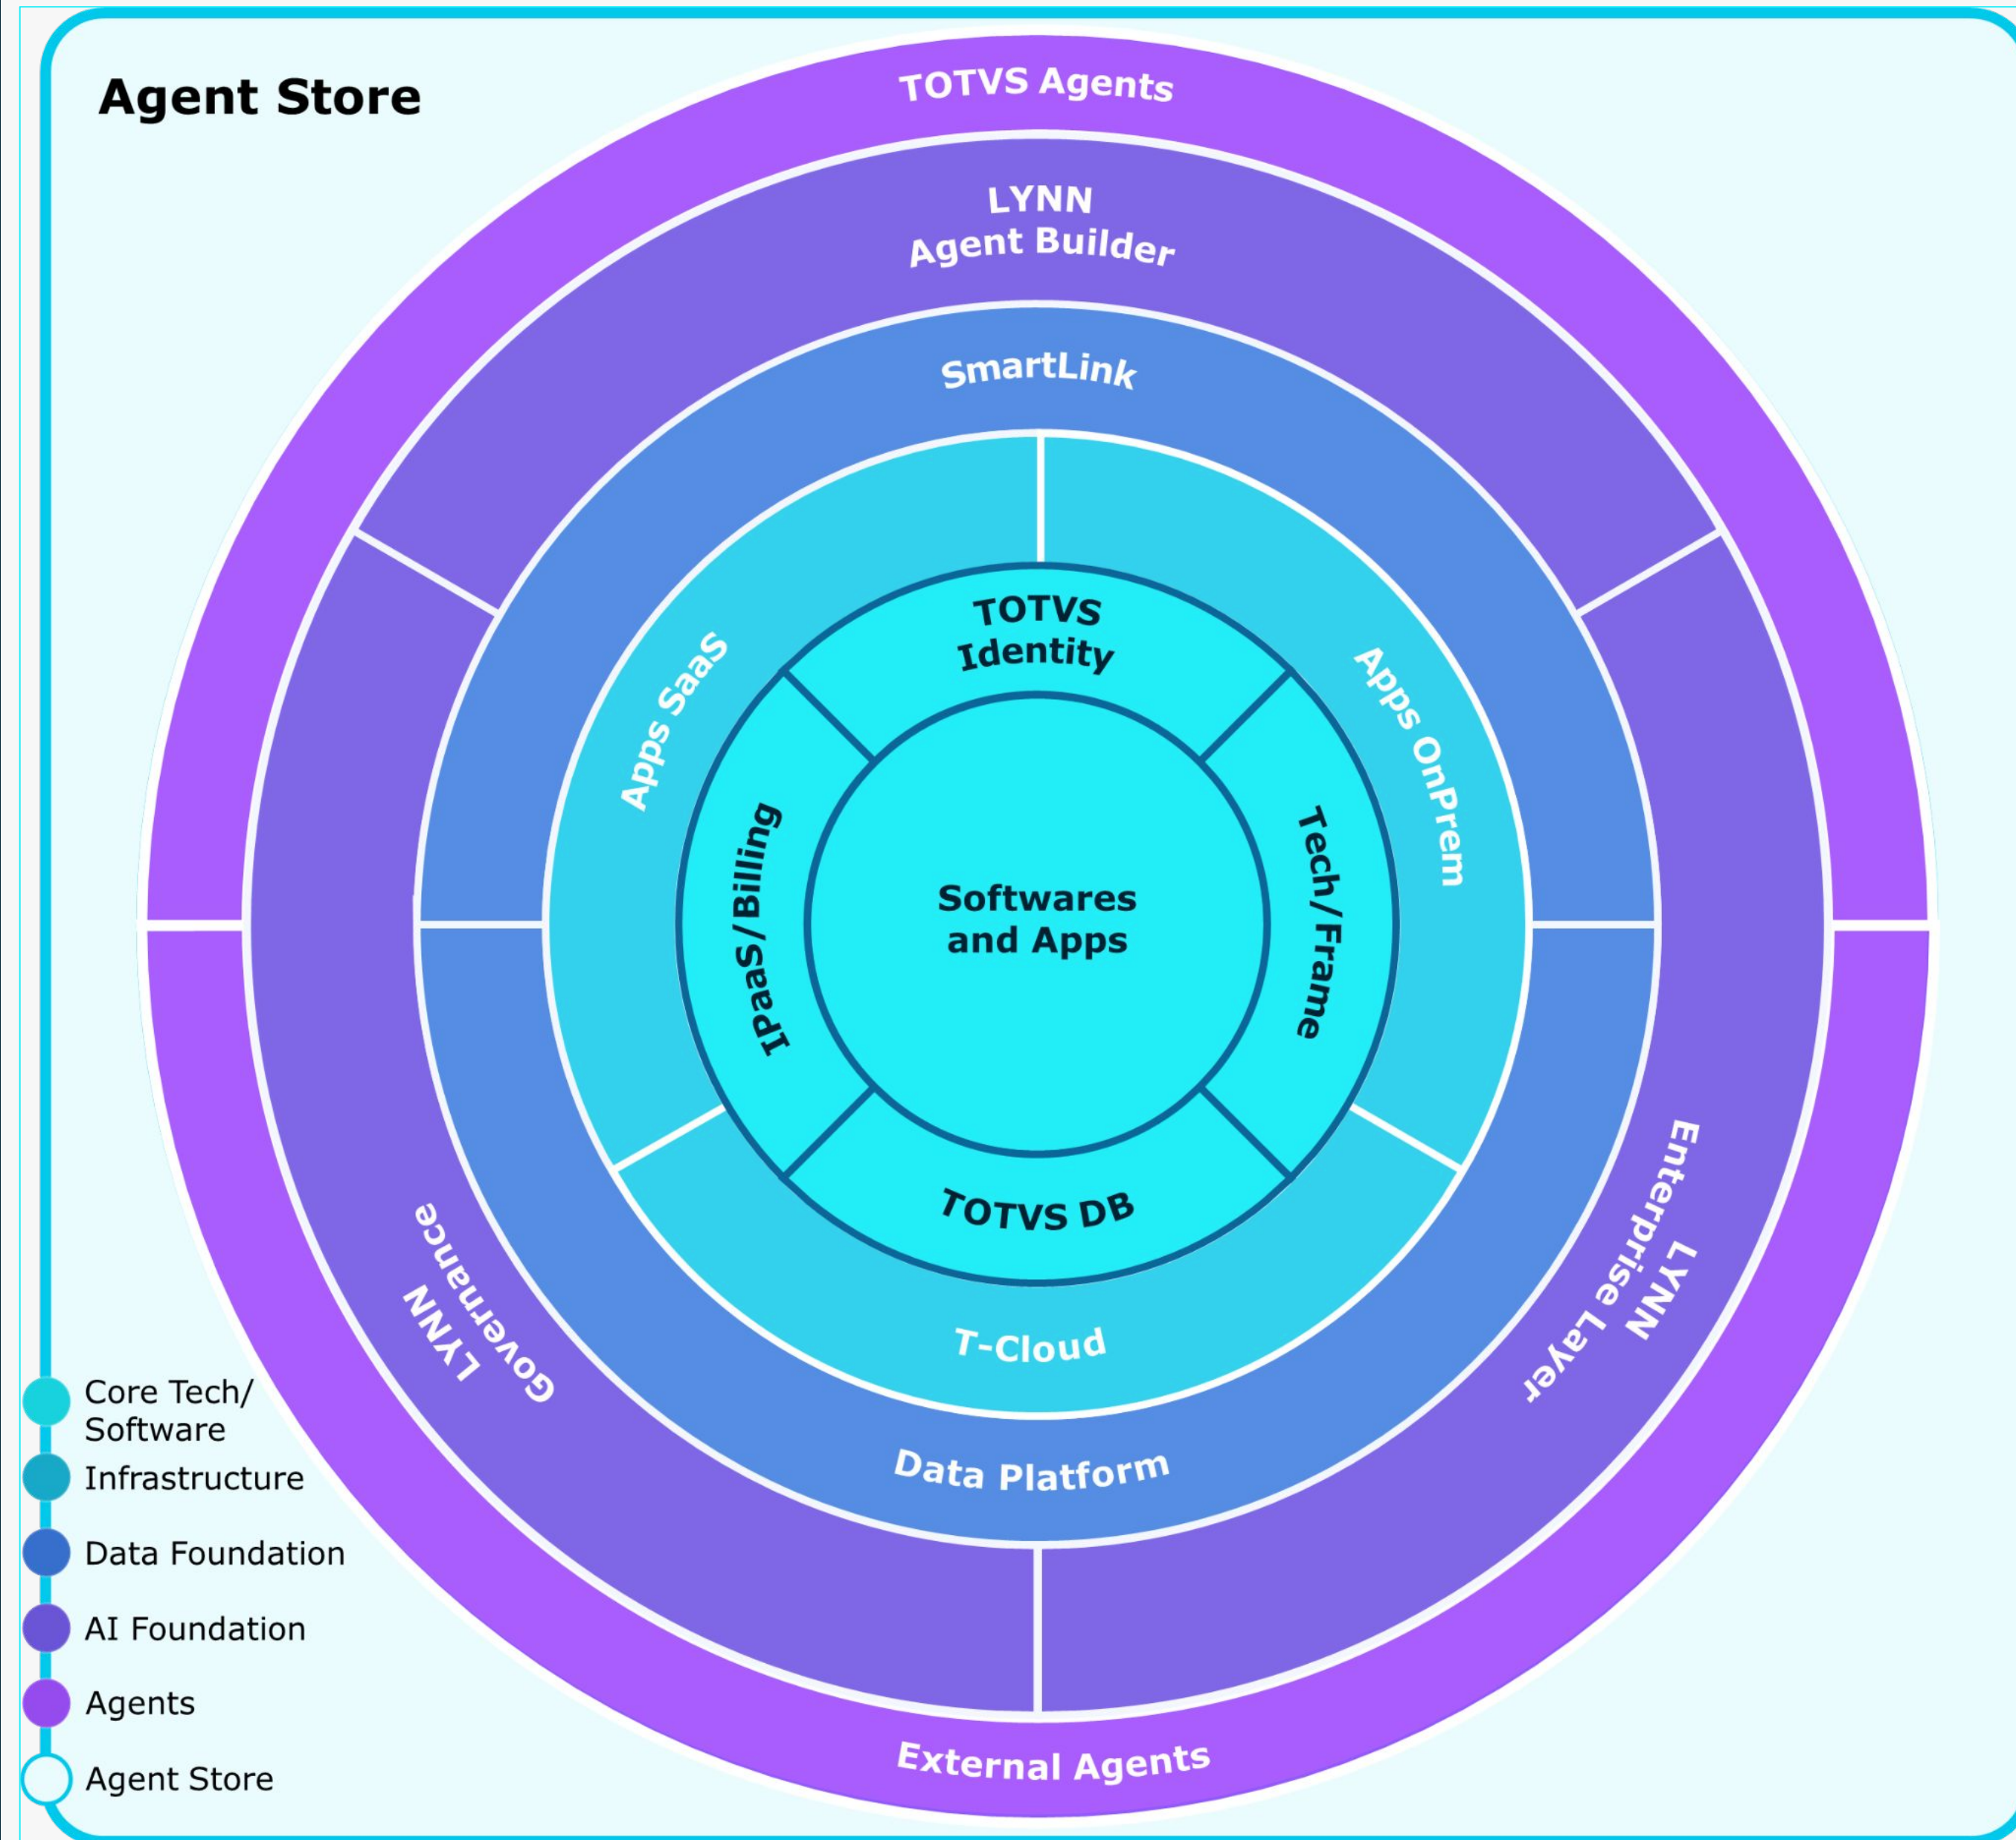 Agent Store
TOTVS Agents
LYNN
Agent Builder
SmartLink
Apps SaaS
Apps OnPrem
TOTVS
Identity
IPaaS/Billing
Tech/Frame
Softwares
and Apps
TOTVS DB
T-Cloud
Data Platform
LYNN
Governance
LYNN
Enterprise Layer
External Agents
Core Tech/
Software
Infrastructure
Data Foundation
AI Foundation
Agents
Agent Store